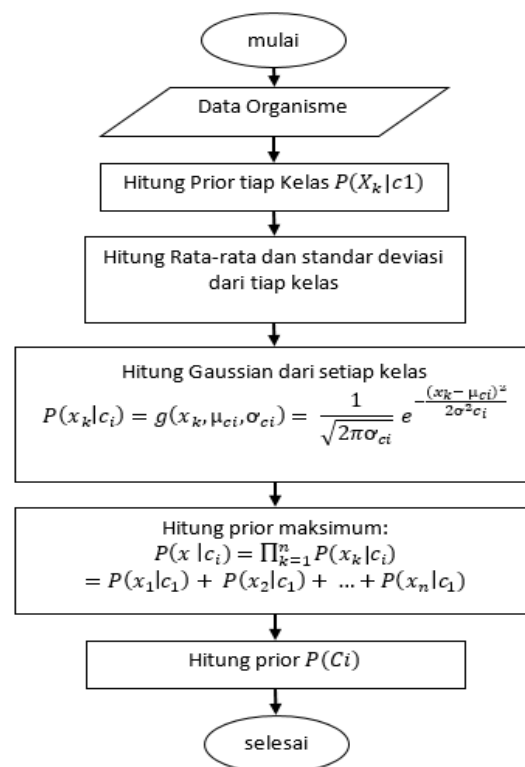 mulai
Data Organisme
Hitung Prior tiap Kelas P(X_k|c1)
Hitung Rata-rata dan standar deviasi
dari tiap kelas
Hitung Gaussian dari setiap kelas
P(x_k|c_i) = g(x_k, μ_ci, σ_ci) = 1/√(2πσ_ci) e^(-(x_k − μ_ci)²/2σ²c_i)
Hitung prior maksimum:
P(x |c_i) = ∏_{k=1}^{n} P(x_k|c_i)
= P(x_1|c_1) + P(x_2|c_1) + … + P(x_n|c_1)
Hitung prior P(Ci)
selesai